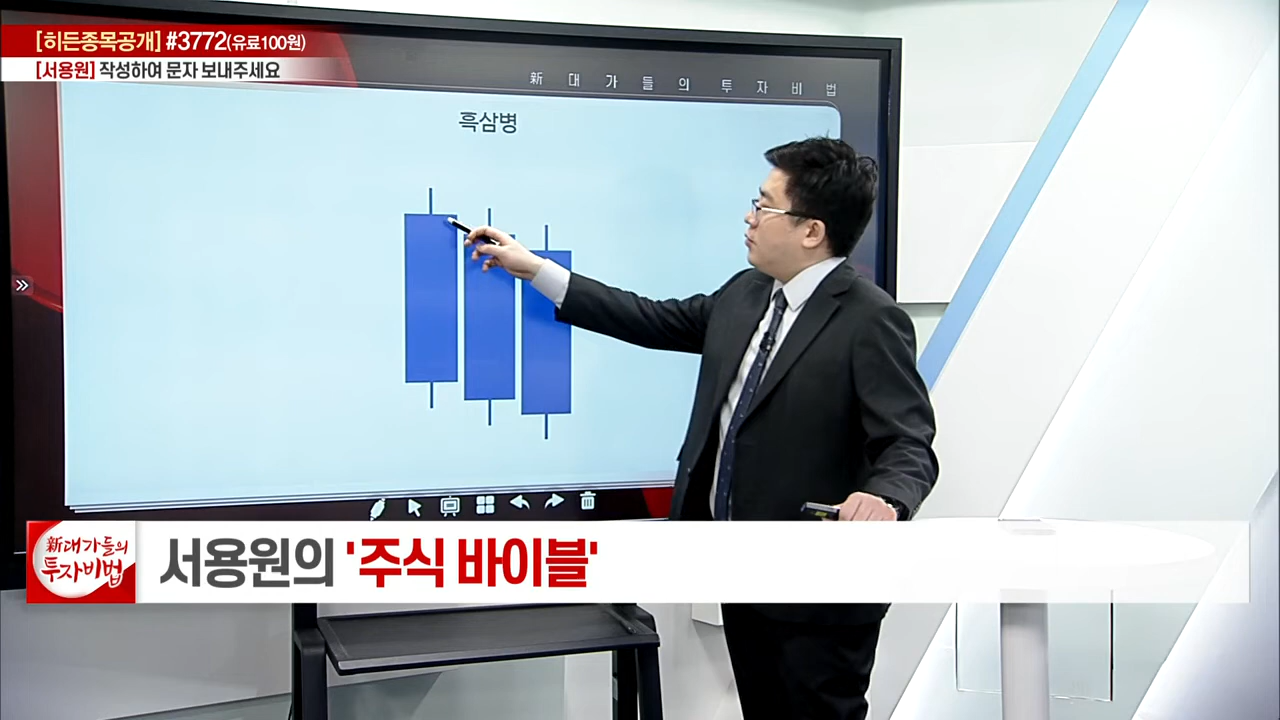 [히든종목공개] #3772(유료100원)
[서용원] 작성하여 문자 보내주세요
新 대 가 들 의 투 자 비 법
흑삼병
新대가들의
투자비법
서용원의 '주식 바이블'